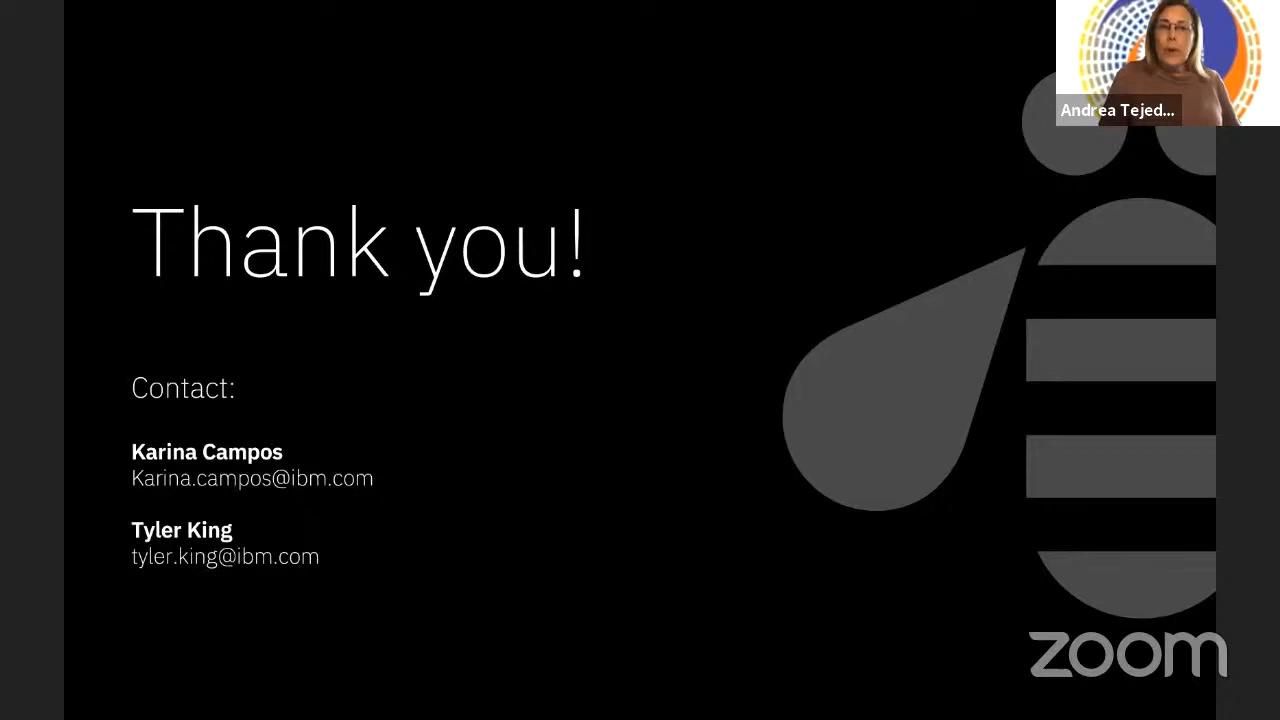 Andrea Tejed...
Thank you!
Contact:
Karina Campos
Karina.campos@ibm.com
Tyler King
tyler.king@ibm.com
zoom